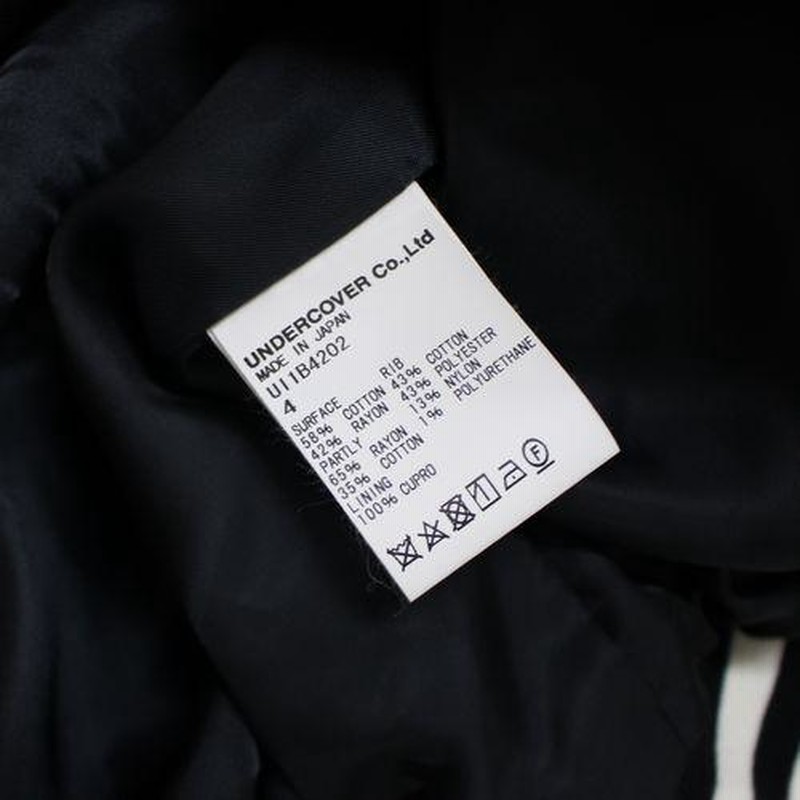 UNDERCOVER Co.,Ltd
MADE IN JAPAN
UI1B4202
4
SURFACE
58% COTTON
42% RAYON
PARTLY
65% RAYON
35% COTTON
LINING
100% CUPRO
RIB
43% COTTON
43% POLYESTER
13% NYLON
1% POLYURETHANE
F